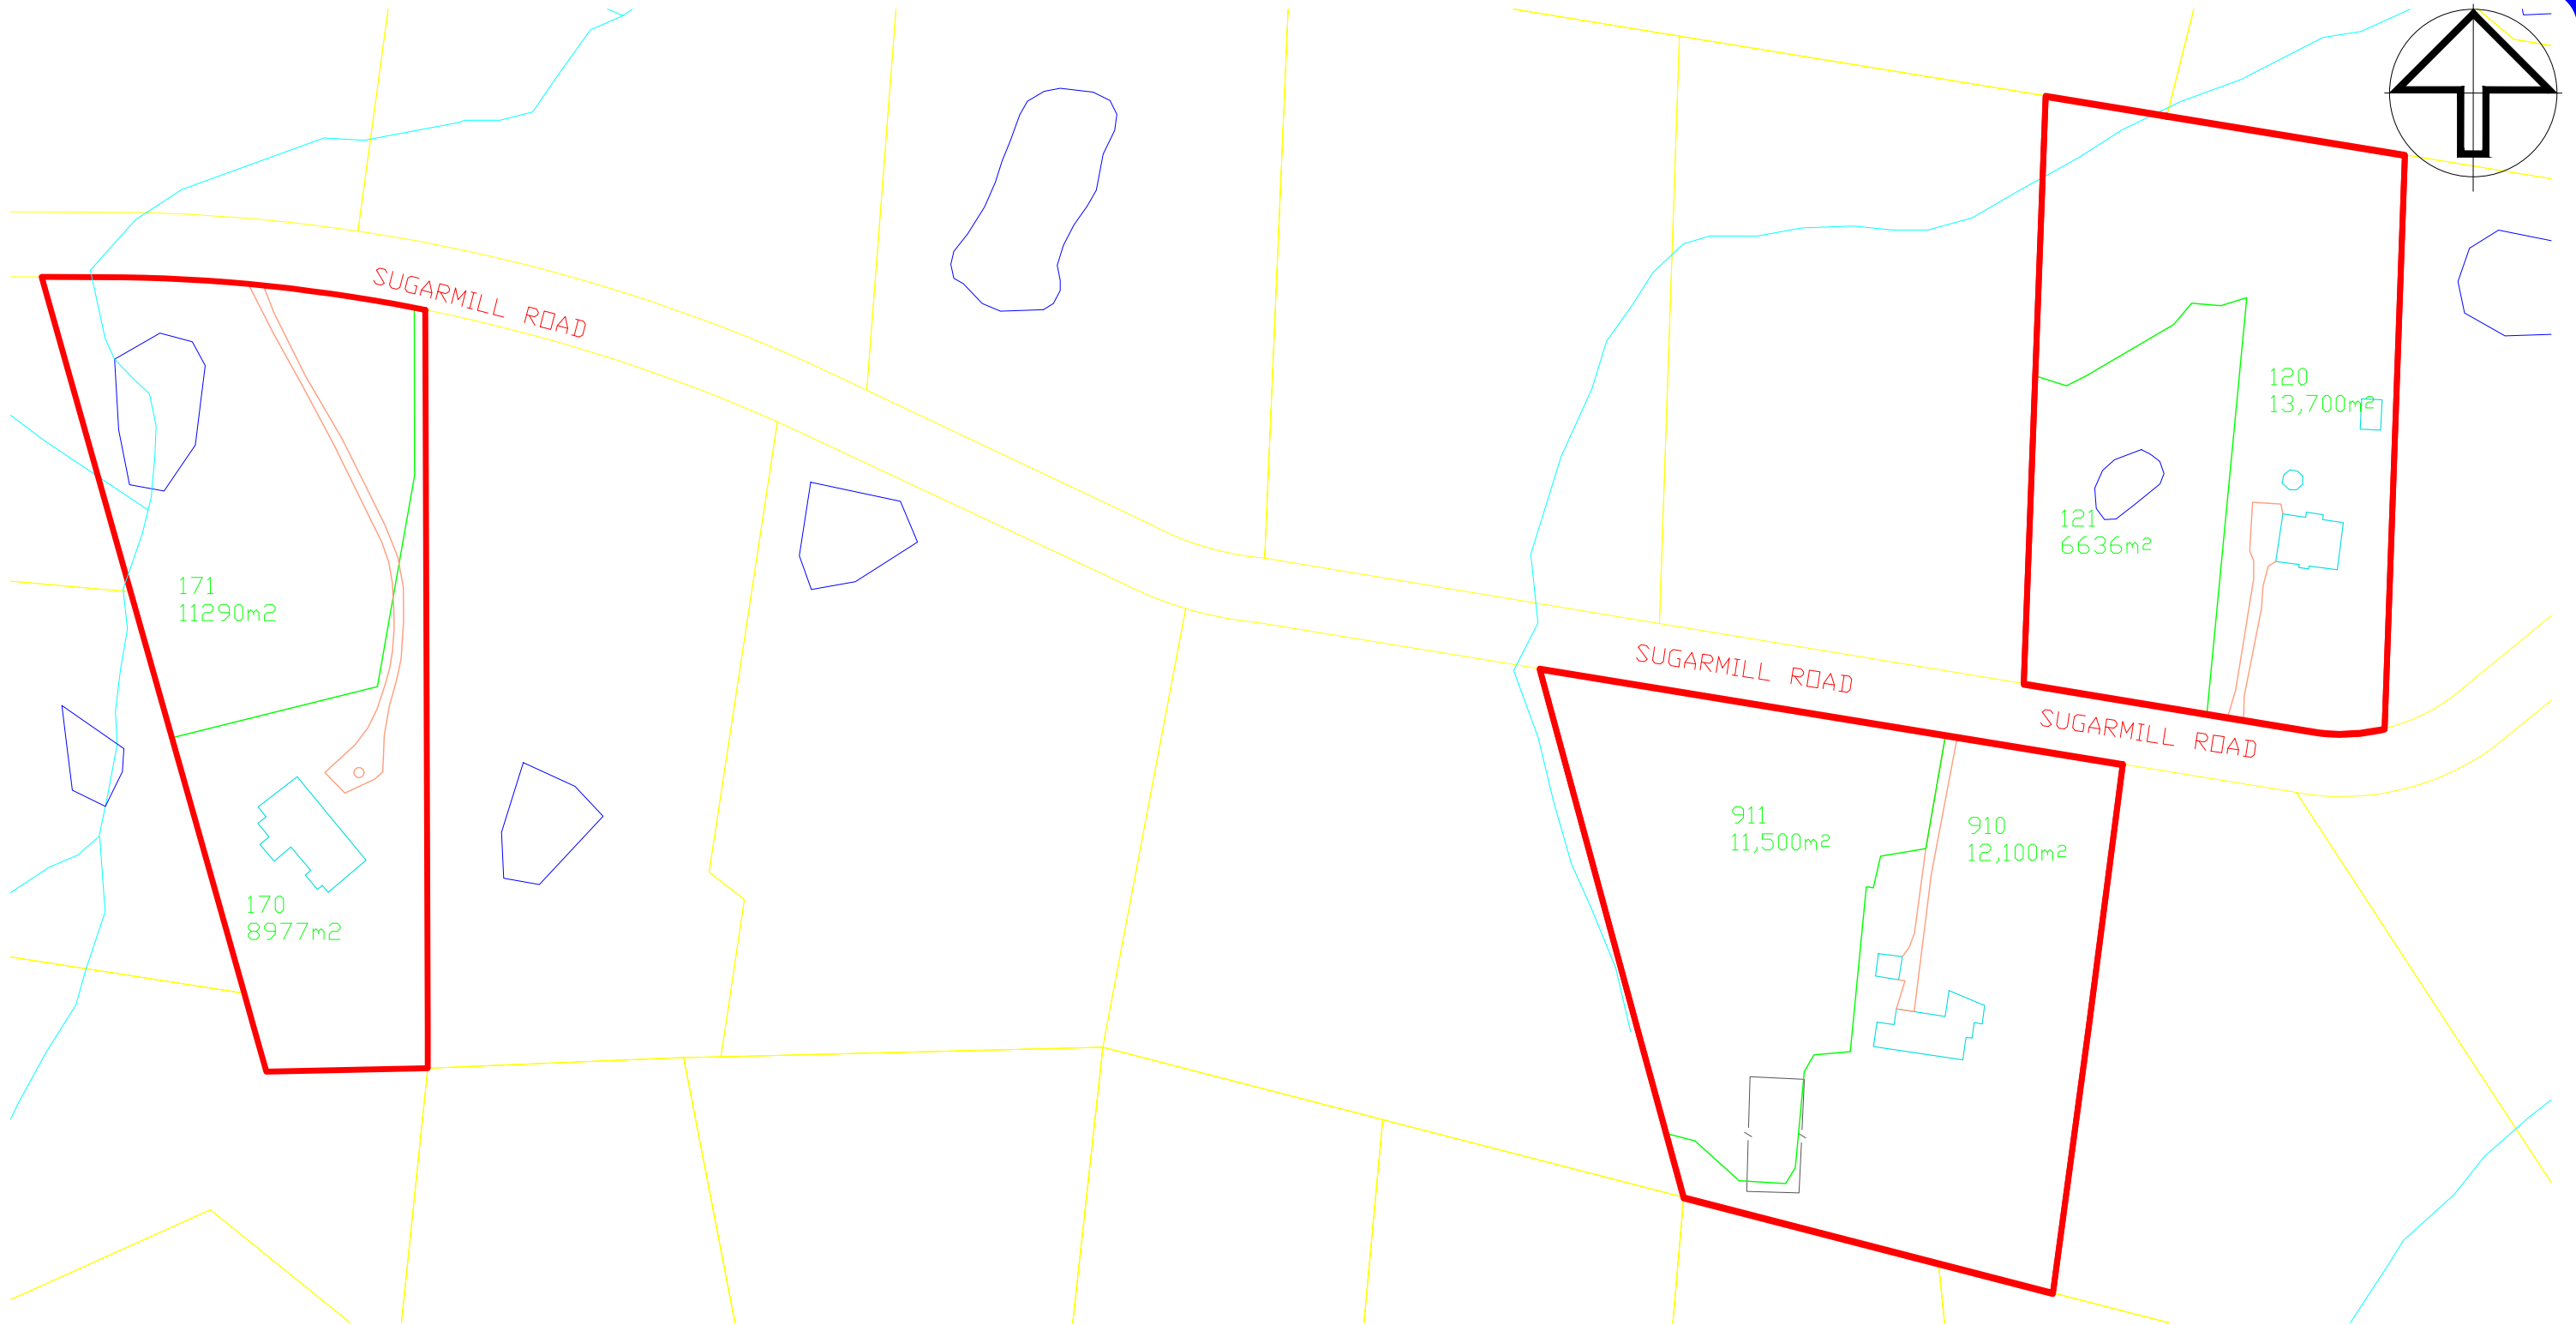 SUGARMILL ROAD
171
11290m2
170
8977m2
SUGARMILL ROAD
SUGARMILL ROAD
120
13,700m²
121
6636m²
911
11,500m²
910
12,100m²